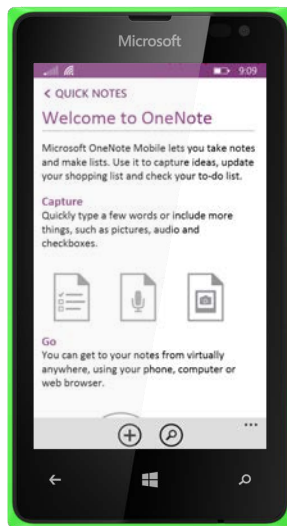 Microsoft
9:09
< QUICK NOTES
Welcome to OneNote
Microsoft OneNote Mobile lets you take notes
and make lists. Use it to capture ideas, update
your shopping list and check your to-do list.
Capture
Quickly type a few words or include more
things, such as pictures, audio and
checkboxes.
Go
You can get to your notes from virtually
anywhere, using your phone, computer or
web browser.